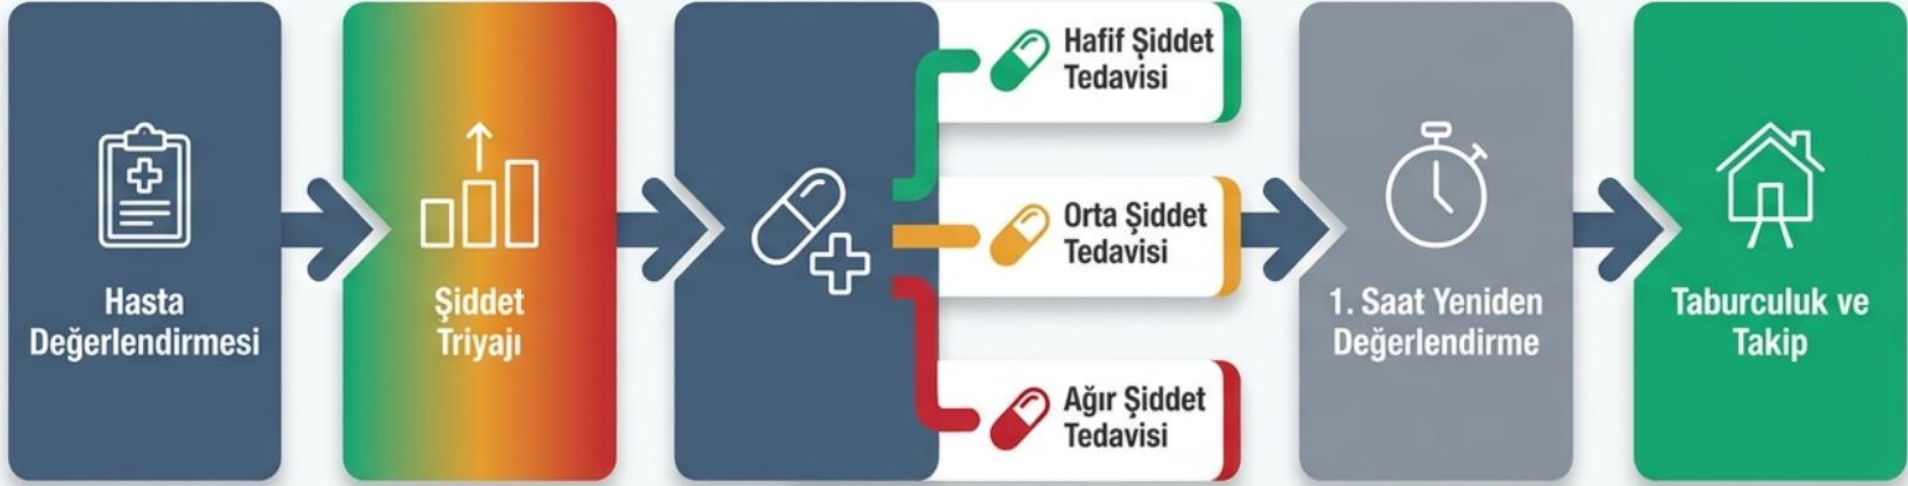 Hasta
Değerlendirmesi
Şiddet
Triyajı
Hafif Şiddet
Tedavisi
Orta Şiddet
Tedavisi
Ağır Şiddet
Tedavisi
1. Saat Yeniden
Değerlendirme
Taburculuk ve
Takip